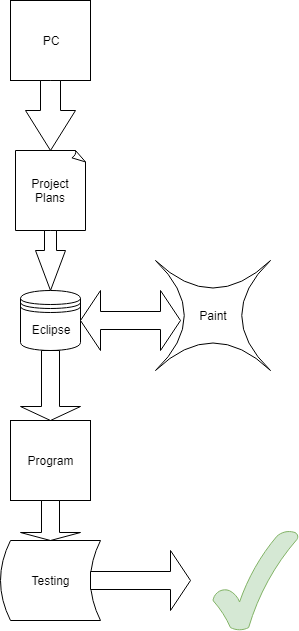 PC
Project
Plans
Eclipse
Paint
Program
Testing